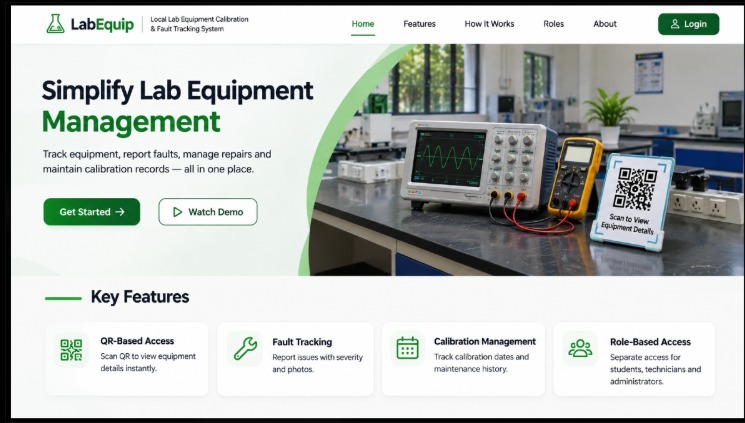 LabEquip
Local Lab Equipment Calibration
& Fault Tracking System
Home
Features
How it Works
Roles
About
Login
Simplify Lab Equipment
Management
Track equipment, report faults, manage repairs and
maintain calibration records — all in one place.
Get Started →
Watch Demo
Scan to View
Equipment Details
Key Features
QR-Based Access
Scan QR to view equipment
details instantly.
Fault Tracking
Report issues with severity
and photos.
Calibration Management
Track calibration dates and
maintenance history.
Role-Based Access
Separate access for
students, technicians and
administrators.